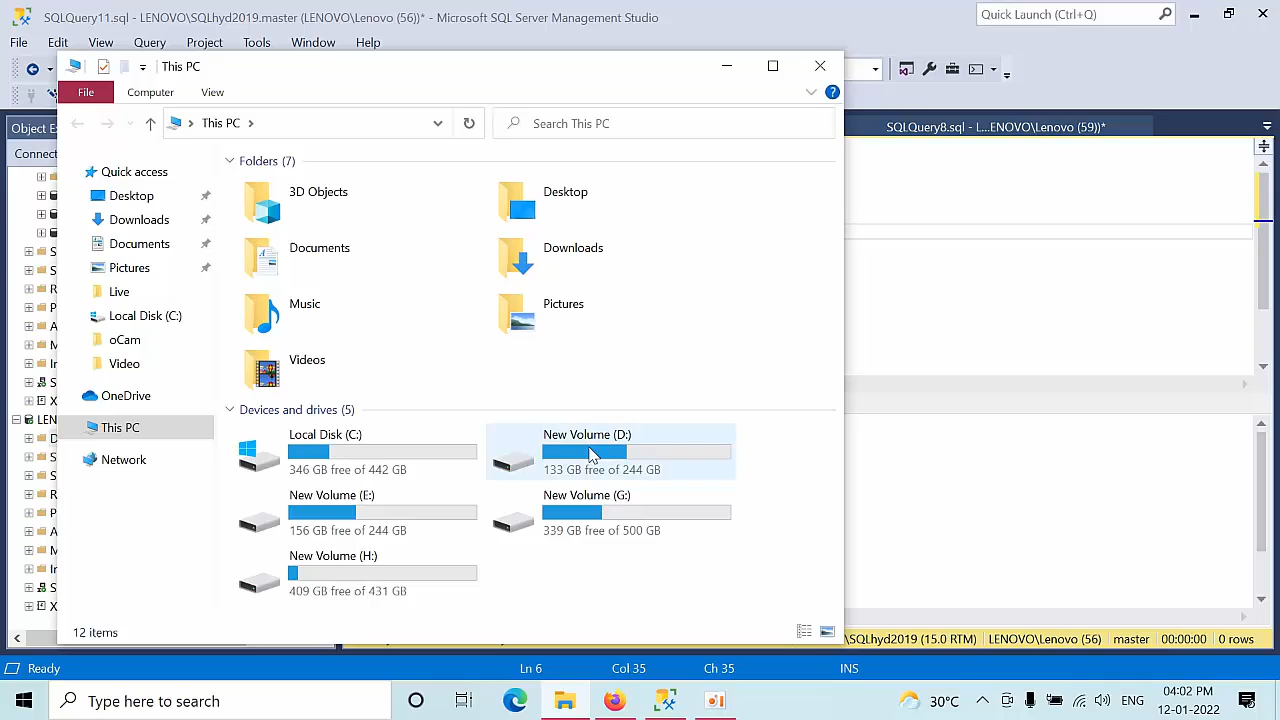 SQLQuery11.sql - LENOVO\SQLhyd2019.master (LENOVO\Lenovo (56))* - Microsoft SQL Server Management Studio
Quick Launch (Ctrl+Q)
File Edit View Query Project Tools Window Help
This PC
File Computer View
This PC
Search This PC
Object E
SQLQuery8.sql - L...ENOVO\Lenovo (59))*
Connect
Quick access
Desktop
Downloads
Documents
Pictures
Live
Local Disk (C:)
oCam
Video
OneDrive
This PC
Network
Folders (7)
3D Objects
Desktop
Documents
Downloads
Music
Pictures
Videos
Devices and drives (5)
Local Disk (C:)
346 GB free of 442 GB
New Volume (D:)
133 GB free of 244 GB
New Volume (E:)
156 GB free of 244 GB
New Volume (G:)
339 GB free of 500 GB
New Volume (H:)
409 GB free of 431 GB
12 items
S
S
R
P
A
M
In
S
X
LEN
D
S
S
R
P
A
M
In
S
X
\SQLhyd2019 (15.0 RTM) LENOVO\Lenovo (56) master 00:00:00 0 rows
Ready Ln 6 Col 35 Ch 35 INS
Type here to search
30°C
ENG
04:02 PM
12-01-2022